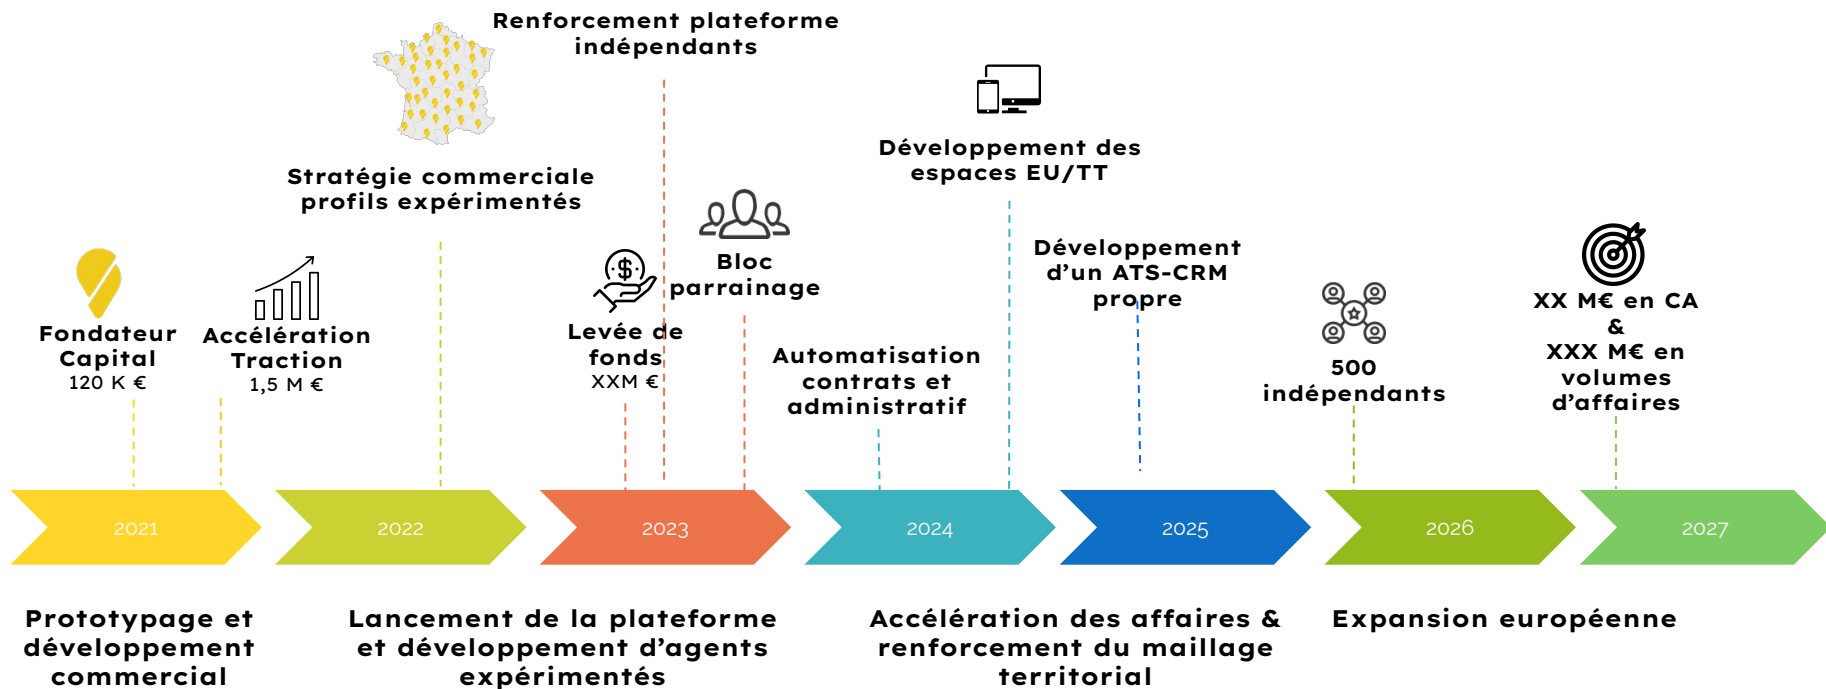 Renforcement plateforme
indépendants
Stratégie commerciale
profils expérimentés
Développement des
espaces EU/TT
Fondateur
Capital
120 K €
Accélération
Traction
1,5 M €
Levée de
fonds
XXM €
Bloc
parrainage
Automatisation
contrats et
administratif
Développement
d’un ATS-CRM
propre
500
indépendants
XX M€ en CA
&
XXX M€ en
volumes
d’affaires
2021
2022
2023
2024
2025
2026
2027
Prototypage et
développement
commercial
Lancement de la plateforme
et développement d’agents
expérimentés
Accélération des affaires &
renforcement du maillage
territorial
Expansion européenne